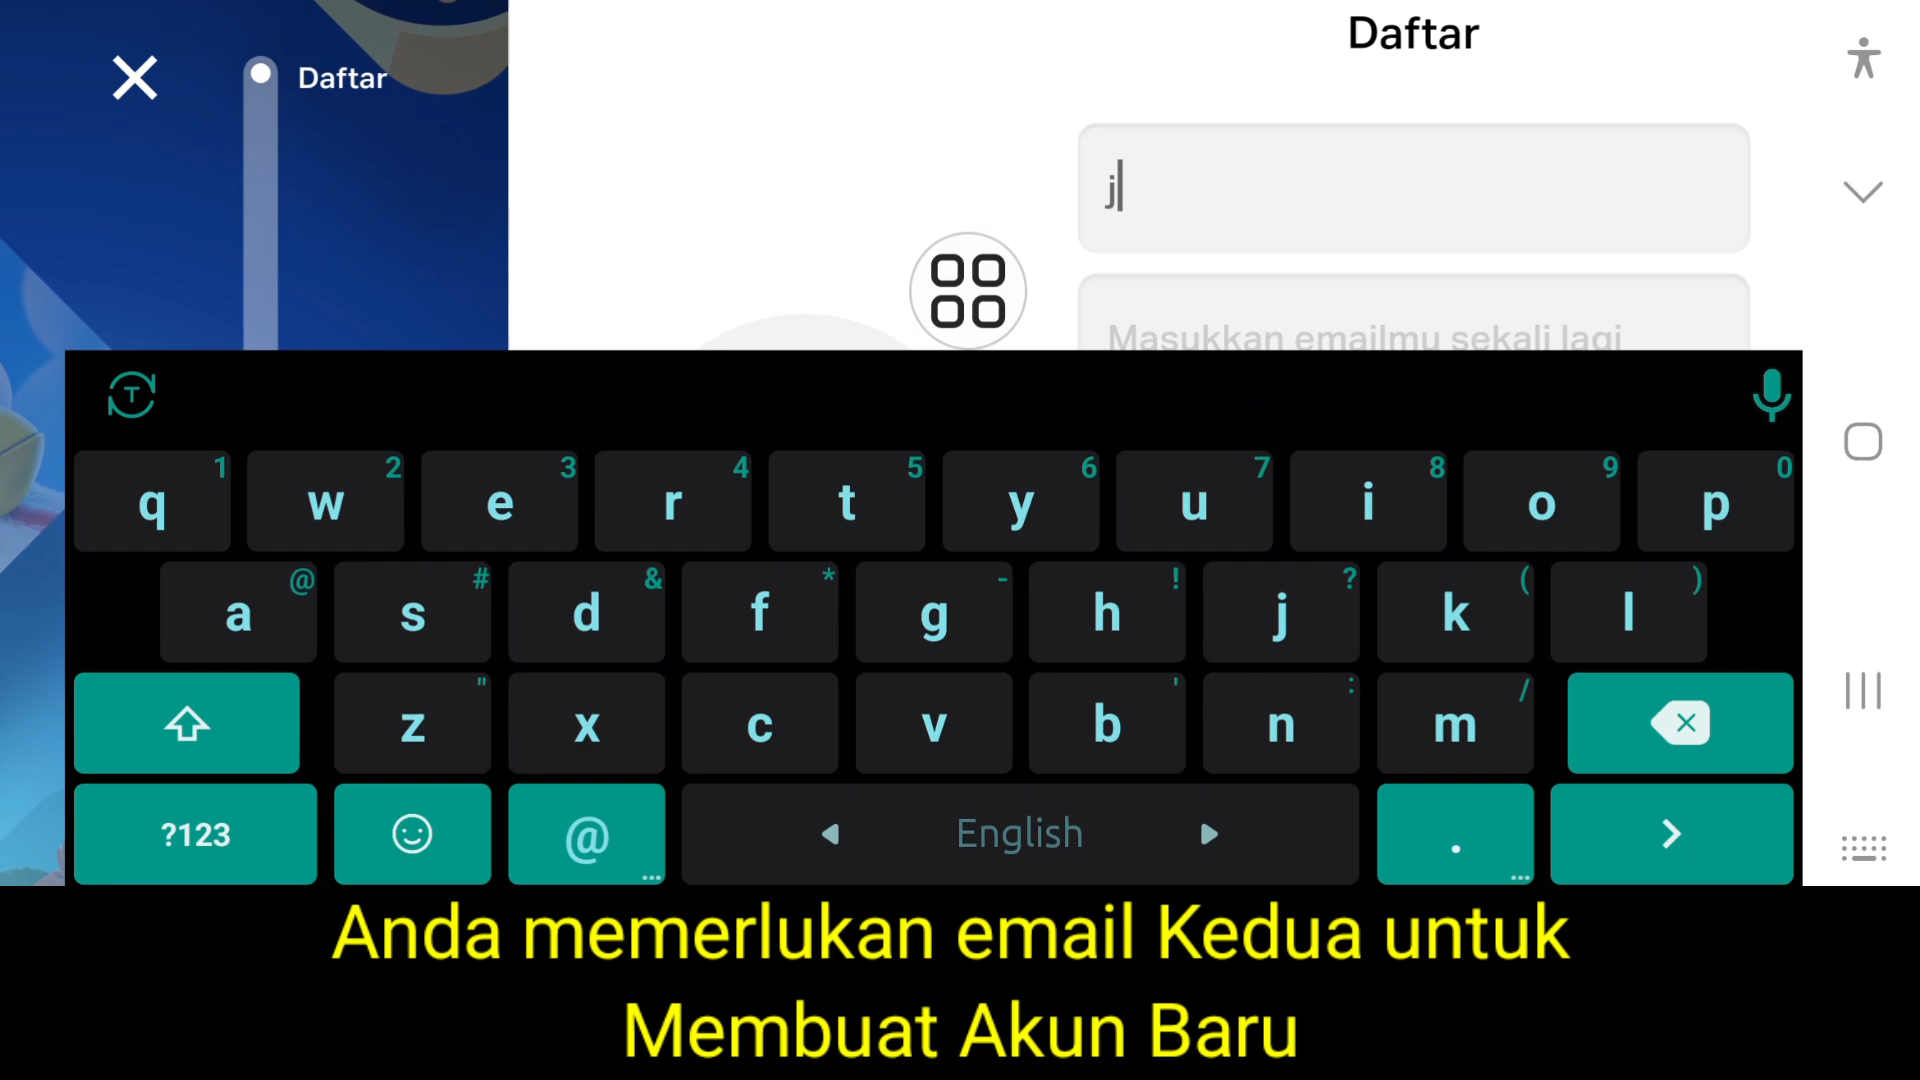 Daftar
Daftar
j
Masukkan emailmu sekali lagi
T
1 2 3 4 5 6 7 8 9 0
q w e r t y u i o p
@ # & * - ! ? ( )
a s d f g h j k l
" ' : /
z x c v b n m
?123 @ ... English . ...
Anda memerlukan email Kedua untuk
Membuat Akun Baru